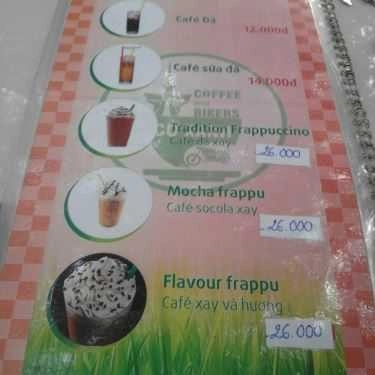 Café Đá
12.000đ
Café sữa đá
14.000đ
COFFEE
BIKERS
Tradition Frappuccino
Café đá xay
26.000
Mocha frappu
Café socola xay
26.000
Flavour frappu
Café xay và hương
26.000